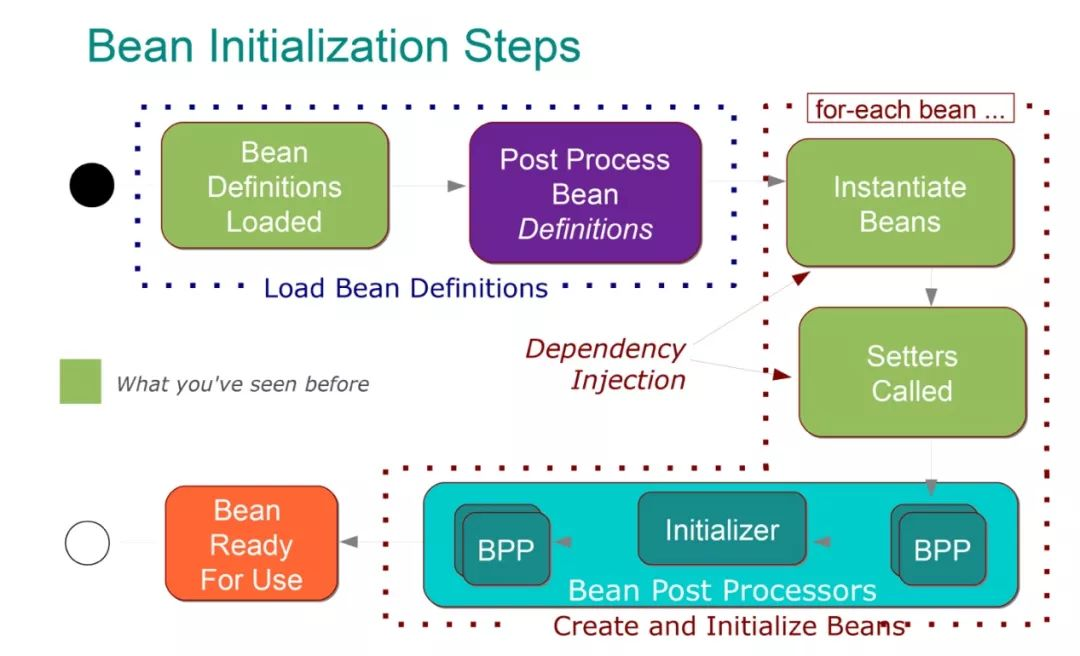 Bean Initialization Steps
for-each bean ...
Bean
Definitions
Loaded
Post Process
Bean
Definitions
Instantiate
Beans
Load Bean Definitions
Dependency
Injection
Setters
Called
What you've seen before
Bean
Ready
For Use
BPP
Initializer
BPP
Bean Post Processors
Create and Initialize Beans